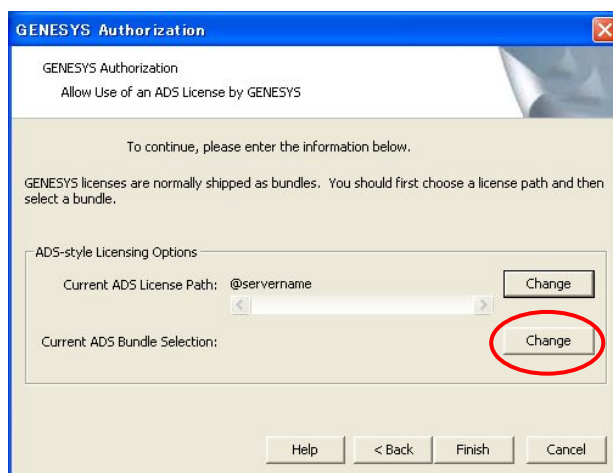 GENESYS Authorization
GENESYS Authorization
Allow Use of an ADS License by GENESYS
To continue, please enter the information below.
GENESYS licenses are normally shipped as bundles. You should first choose a license path and then
select a bundle.
ADS-style Licensing Options
Current ADS License Path: @servername Change
Current ADS Bundle Selection: Change
Help < Back Finish Cancel